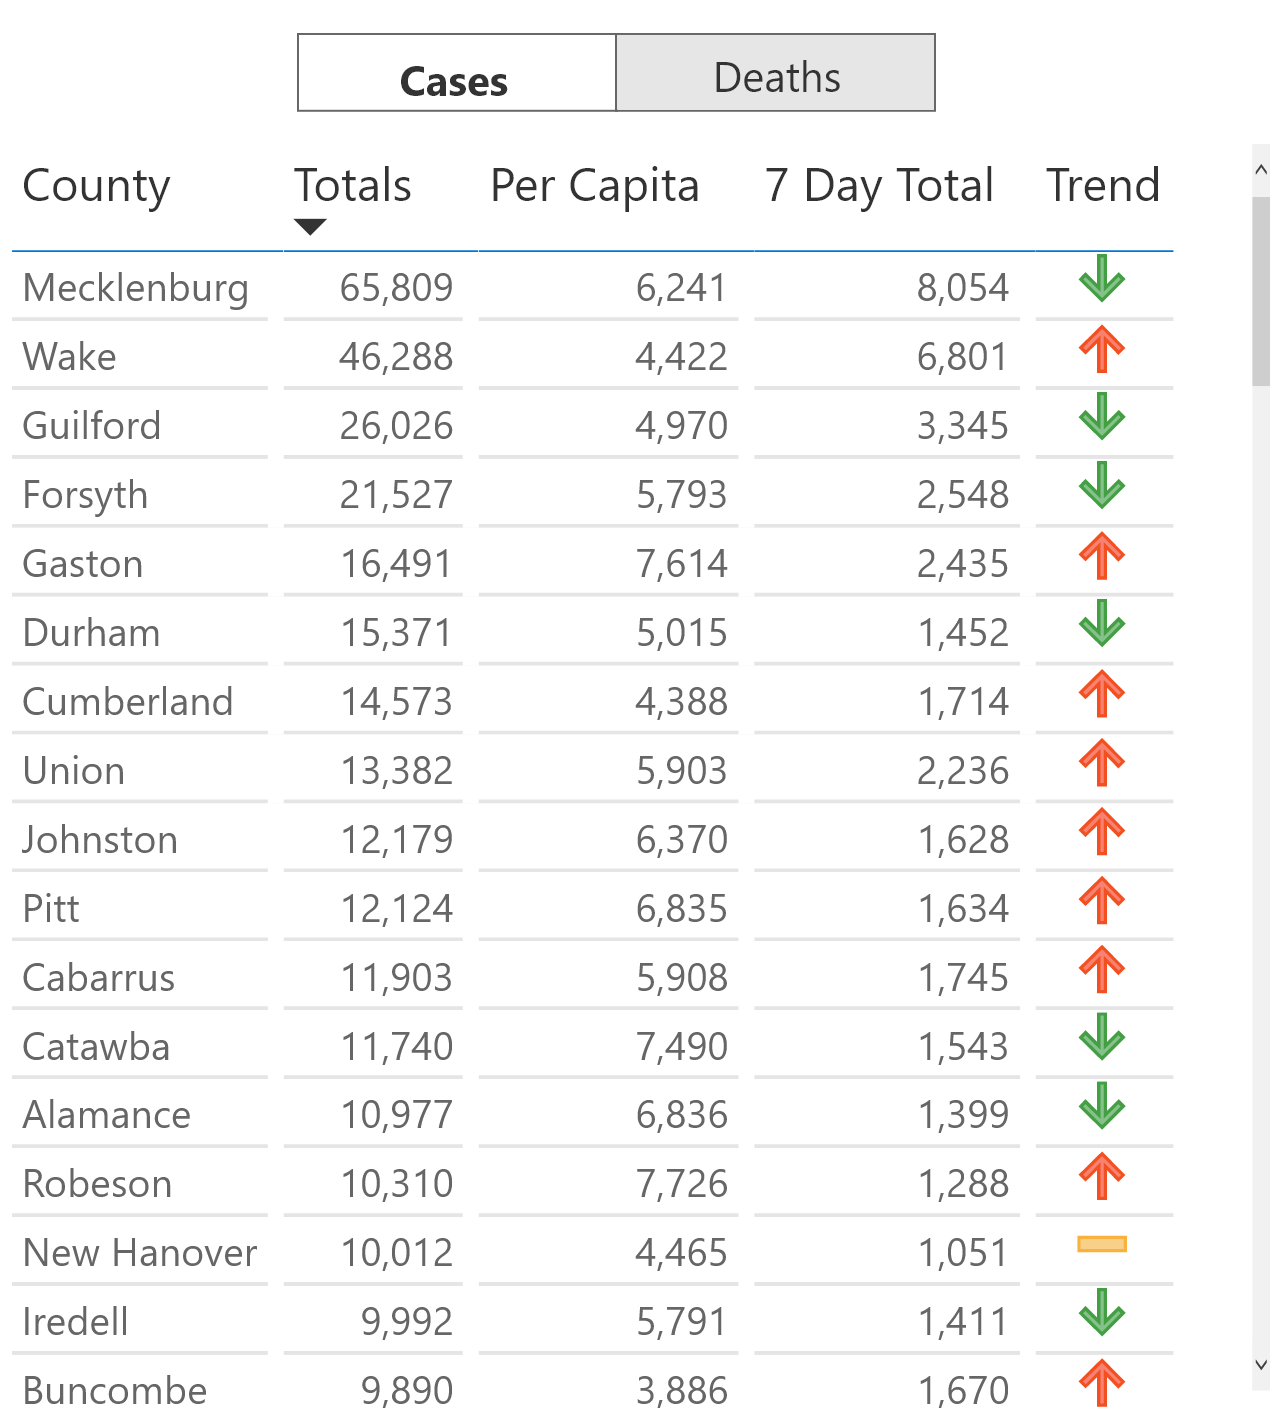 Cases Deaths
County Totals Per Capita 7 Day Total Trend
Mecklenburg 65,809 6,241 8,054
Wake 46,288 4,422 6,801
Guilford 26,026 4,970 3,345
Forsyth 21,527 5,793 2,548
Gaston 16,491 7,614 2,435
Durham 15,371 5,015 1,452
Cumberland 14,573 4,388 1,714
Union 13,382 5,903 2,236
Johnston 12,179 6,370 1,628
Pitt 12,124 6,835 1,634
Cabarrus 11,903 5,908 1,745
Catawba 11,740 7,490 1,543
Alamance 10,977 6,836 1,399
Robeson 10,310 7,726 1,288
New Hanover 10,012 4,465 1,051
Iredell 9,992 5,791 1,411
Buncombe 9,890 3,886 1,670